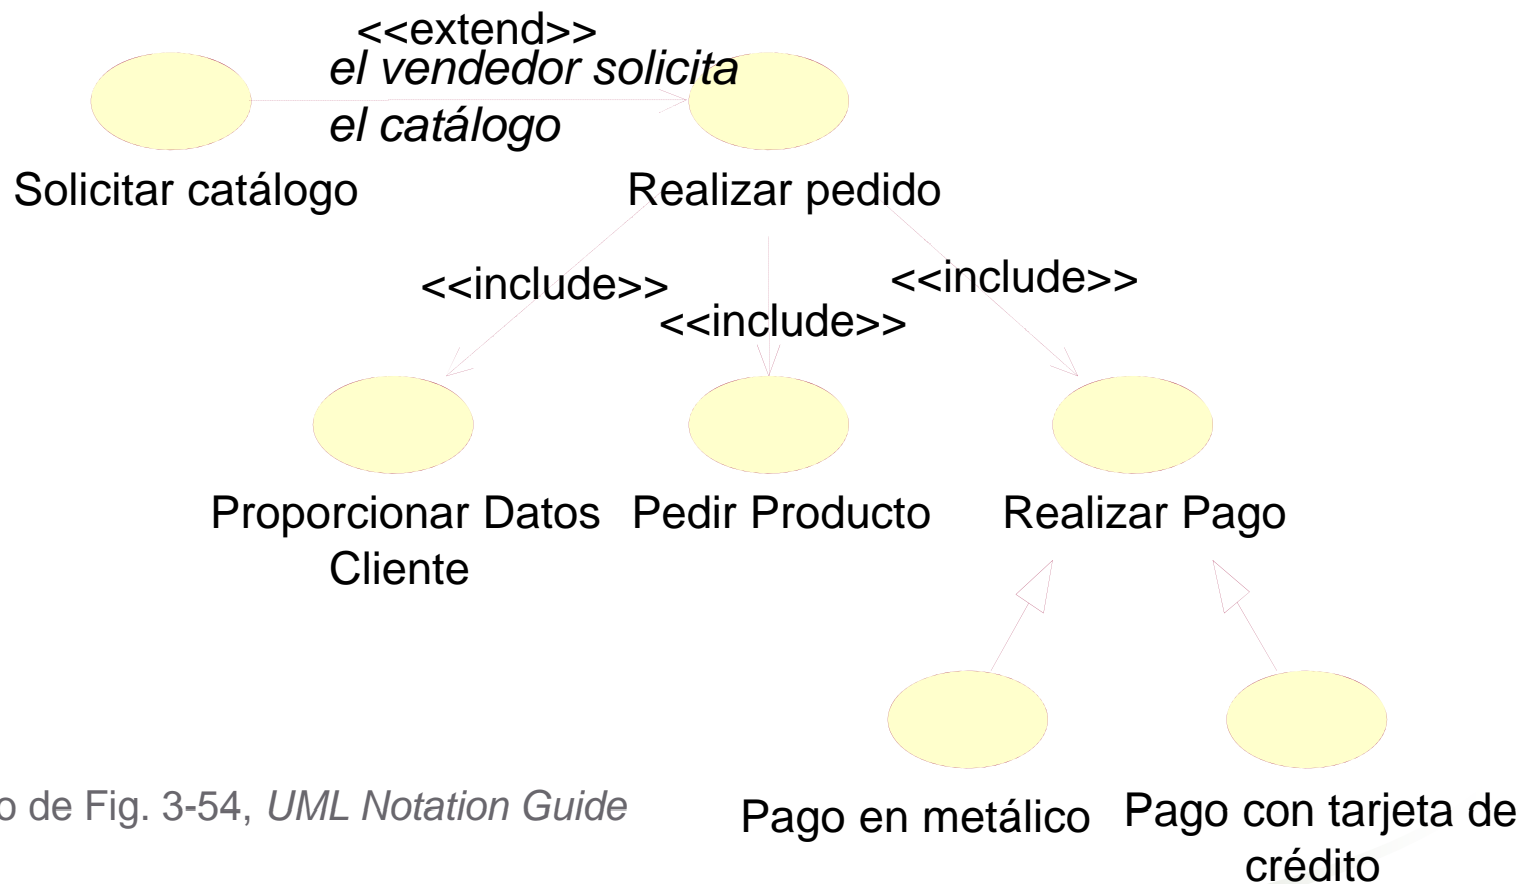 <<extend>>
el vendedor solicita
el catálogo
Solicitar catálogo
Realizar pedido
<<include>>
<<include>>
<<include>>
Proporcionar Datos
Cliente
Pedir Producto
Realizar Pago
Pago en metálico
Pago con tarjeta de
crédito
o de Fig. 3-54, UML Notation Guide